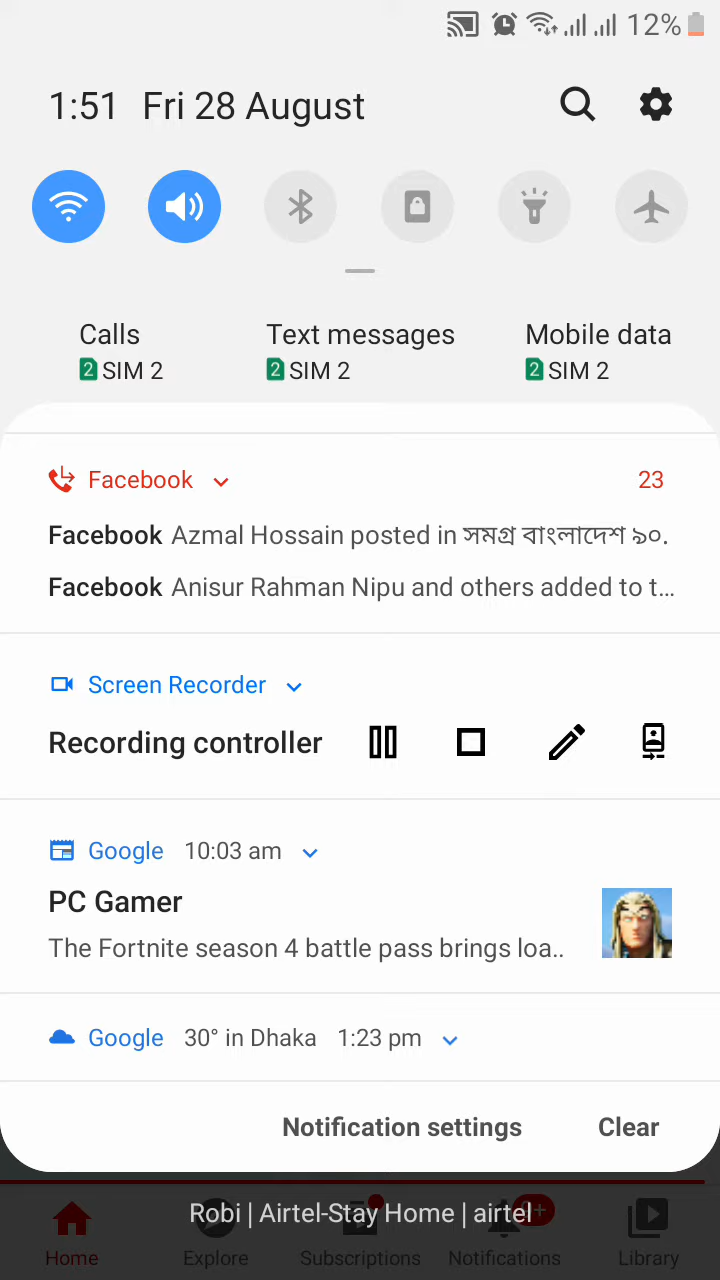 12%
1:51 Fri 28 August
Calls Text messages Mobile data
2 SIM 2 2 SIM 2 2 SIM 2
Facebook 23
Facebook Azmal Hossain posted in সমগ্র বাংলাদেশ ৯০.
Facebook Anisur Rahman Nipu and others added to t...
Screen Recorder
Recording controller
Google 10:03 am
PC Gamer
The Fortnite season 4 battle pass brings loa..
Google 30° in Dhaka 1:23 pm
Notification settings Clear
Robi | Airtel-Stay Home | airtel
Home Explore Subscriptions Notifications Library